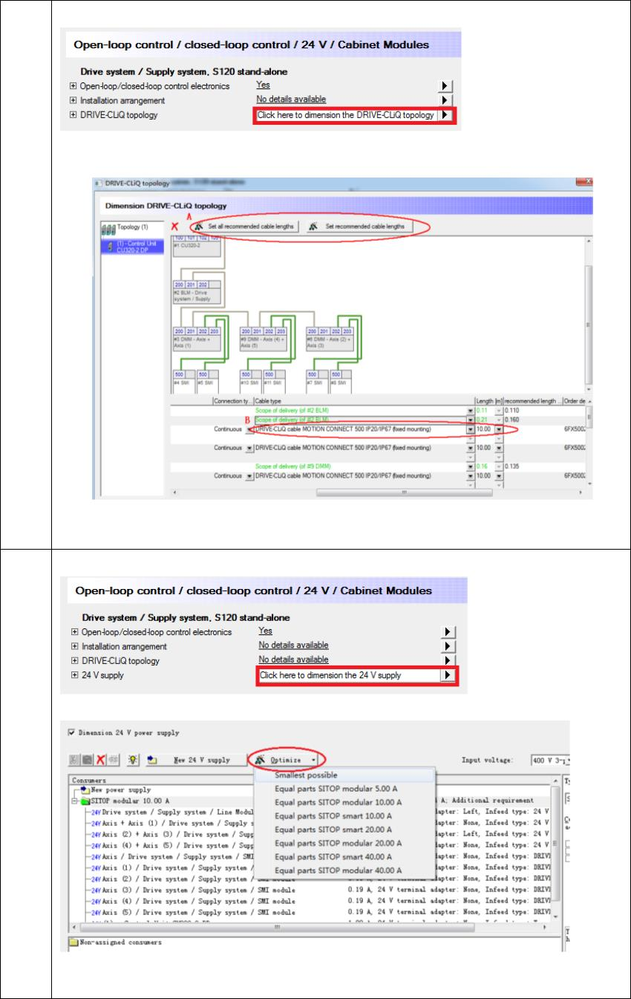 Open-loop control / closed-loop control / 24 V / Cabinet Modules
Drive system / Supply system, S120 stand-alone
Open-loop/closed-loop control electronics Yes
Installation arrangement No details available
DRIVE-CLiQ topology Click here to dimension the DRIVE-CLiQ topology
DRIVE-CLiQ topology
Dimension DRIVE-CLiQ topology
A
Topology (1) X Set all recommended cable lengths Set recommended cable lengths
(1) - Control Unit
CU320-2 DP
100 101 102 103
#1 CU320-2
200 201 202
#2 BLM - Drive
system / Supply
200 201 202 203 200 201 202 203 200 201 202 203
#3 DMM - Axis + #9 DMM - Axis (4) + #6 DMM - Axis (2) +
Axis (1) Axis (5) Axis (3)
500 500 500 500 500 500
#4 SMI #5 SMI #10 SMI #11 SMI #7 SMI #8 SMI
Connection ty... Cable type Length [m] recommended length ... Order de
Scope of delivery (of #2 BLM) 0.11 0.110
B Scope of delivery (of #2 BLM) 0.21 0.160
Continuous DRIVE-CLiQ cable MOTION CONNECT 500 IP20/IP67 (fixed mounting) 10.00 6FX5002
Continuous DRIVE-CLiQ cable MOTION CONNECT 500 IP20/IP67 (fixed mounting) 10.00 6FX5002
Scope of delivery (of #9 DMM) 0.16 0.135
Continuous DRIVE-CLiQ cable MOTION CONNECT 500 IP20/IP67 (fixed mounting) 10.00 6FX5002
Open-loop control / closed-loop control / 24 V / Cabinet Modules
Drive system / Supply system, S120 stand-alone
Open-loop/closed-loop control electronics Yes
Installation arrangement No details available
DRIVE-CLiQ topology No details available
24 V supply Click here to dimension the 24 V supply
Dimension 24 V power supply
New 24 V supply Optimize Input voltage: 400 V 3-
Consumers
Smallest possible
Equal parts SITOP modular 5.00 A
Equal parts SITOP modular 10.00 A
Equal parts SITOP smart 10.00 A
Equal parts SITOP smart 20.00 A
Equal parts SITOP modular 20.00 A
Equal parts SITOP smart 40.00 A
Equal parts SITOP modular 40.00 A
New power supply
SITOP modular 10.00 A A; Additional requirement
24V Drive system / Supply system / Line Modul apter: Left, Infeed type: 24 V
24V Axis + Axis (1) / Drive system / Supply s apter: None, Infeed type: 24 V
24V Axis (2) + Axis (3) / Drive system / Supp apter: Left, Infeed type: 24 V
24V Axis (4) + Axis (5) / Drive system / Supp apter: None, Infeed type: 24 V
24V Axis / Drive system / Supply system / SMI apter: None, Infeed type: DRIV
24V Axis (1) / Drive system / Supply system / apter: None, Infeed type: DRIV
24V Axis (2) / Drive system / Supply system / apter: None, Infeed type: DRIV
24V Axis (3) / Drive system / Supply system / SMI module 0.19 A, 24 V terminal adapter: None, Infeed type: DRIV
24V Axis (4) / Drive system / Supply system / SMI module 0.19 A, 24 V terminal adapter: None, Infeed type: DRIV
24V Axis (5) / Drive system / Supply system / SMI module 0.19 A, 24 V terminal adapter: None, Infeed type: DRIV
Non-assigned consumers